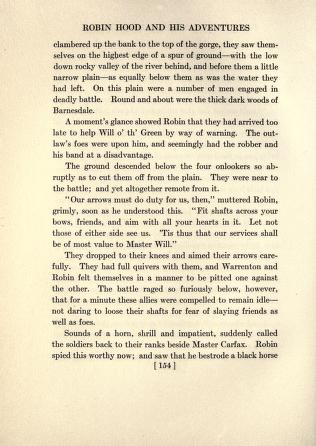 ROBIN HOOD AND HIS ADVENTURES
clambered up the bank to the top of the gorge, they saw them-
selves on the highest edge of a spur of ground—with the low
down rocky valley of the river behind, and before them a little
narrow plain—as equally below them as was the water they
had left. On this plain were a number of men engaged in
deadly battle. Round and about were the thick dark woods of
Barnesdale.
A moment's glance showed Robin that they had arrived too
late to help Will o' th' Green by way of warning. The out-
law's foes were upon him, and seemingly had the robber and
his band at a disadvantage.
The ground descended below the four onlookers so ab-
ruptly as to cut them off from the plain. They were near to
the battle; and yet altogether remote from it.
"Our arrows must do duty for us, then," muttered Robin,
grimly, soon as he understood this. "Fit shafts across your
bows, friends, and aim with all your hearts in it. Let not
those of either side see us. 'Tis thus that our services shall
be of most value to Master Will."
They dropped to their knees and aimed their arrows care-
fully. They had full quivers with them, and Warrenton and
Robin felt themselves in a manner to be pitted one against
the other. The battle raged so furiously below, however,
that for a minute these allies were compelled to remain idle—
not daring to loose their shafts for fear of slaying friends as
well as foes.
Sounds of a horn, shrill and impatient, suddenly called
the soldiers back to their ranks beside Master Carfax. Robin
spied this worthy now; and saw that he bestrode a black horse
[ 154 ]